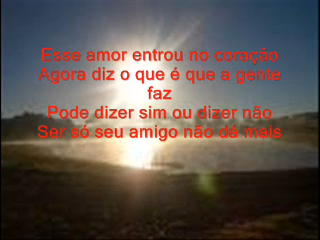 Esse amor entrou no coração
Agora diz o que é que a gente
faz
Pode dizer sim ou dizer não
Ser só seu amigo não dá mais